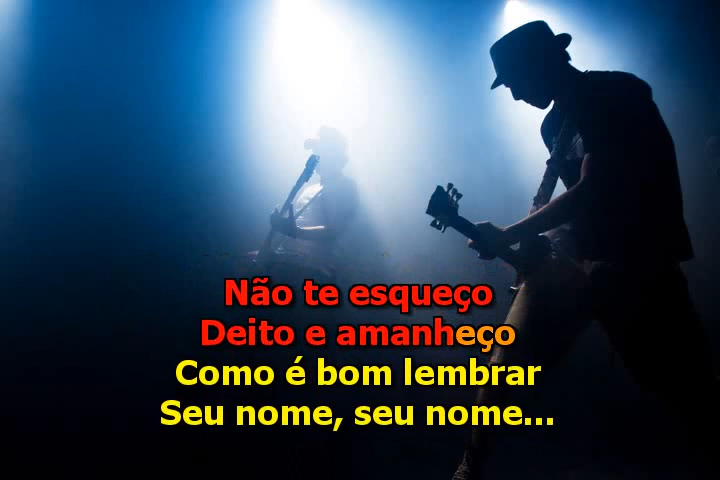 Não te esqueço
Deito e amanheço
Como é bom lembrar
Seu nome, seu nome...